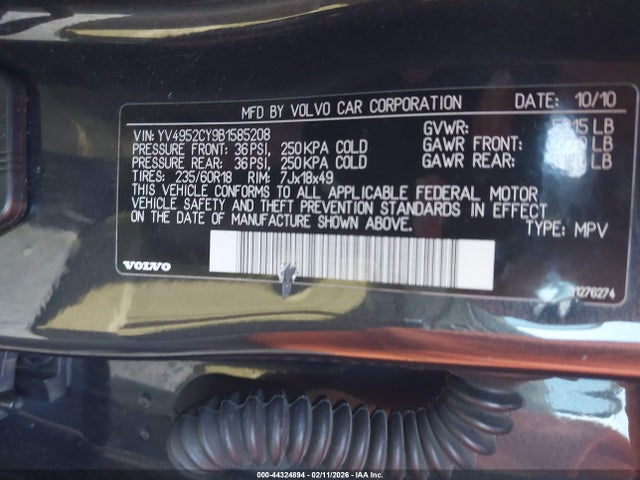 MFD BY VOLVO CAR CORPORATION DATE: 10/10
VIN: YV4952CY9B1585208 GVWR: LB
PRESSURE FRONT: 36 PSI, 250 KPA COLD GAWR FRONT: LB
PRESSURE REAR: 36 PSI, 250 KPA COLD GAWR REAR: LB
TIRES: 235/60R18 RIM: 7Jx18x49
THIS VEHICLE CONFORMS TO ALL APPLICABLE FEDERAL MOTOR
VEHICLE SAFETY AND THEFT PREVENTION STANDARDS IN EFFECT
ON THE DATE OF MANUFACTURE SHOWN ABOVE. TYPE: MPV
VOLVO
000-44324894 - 02/11/2026 - IAA Inc.